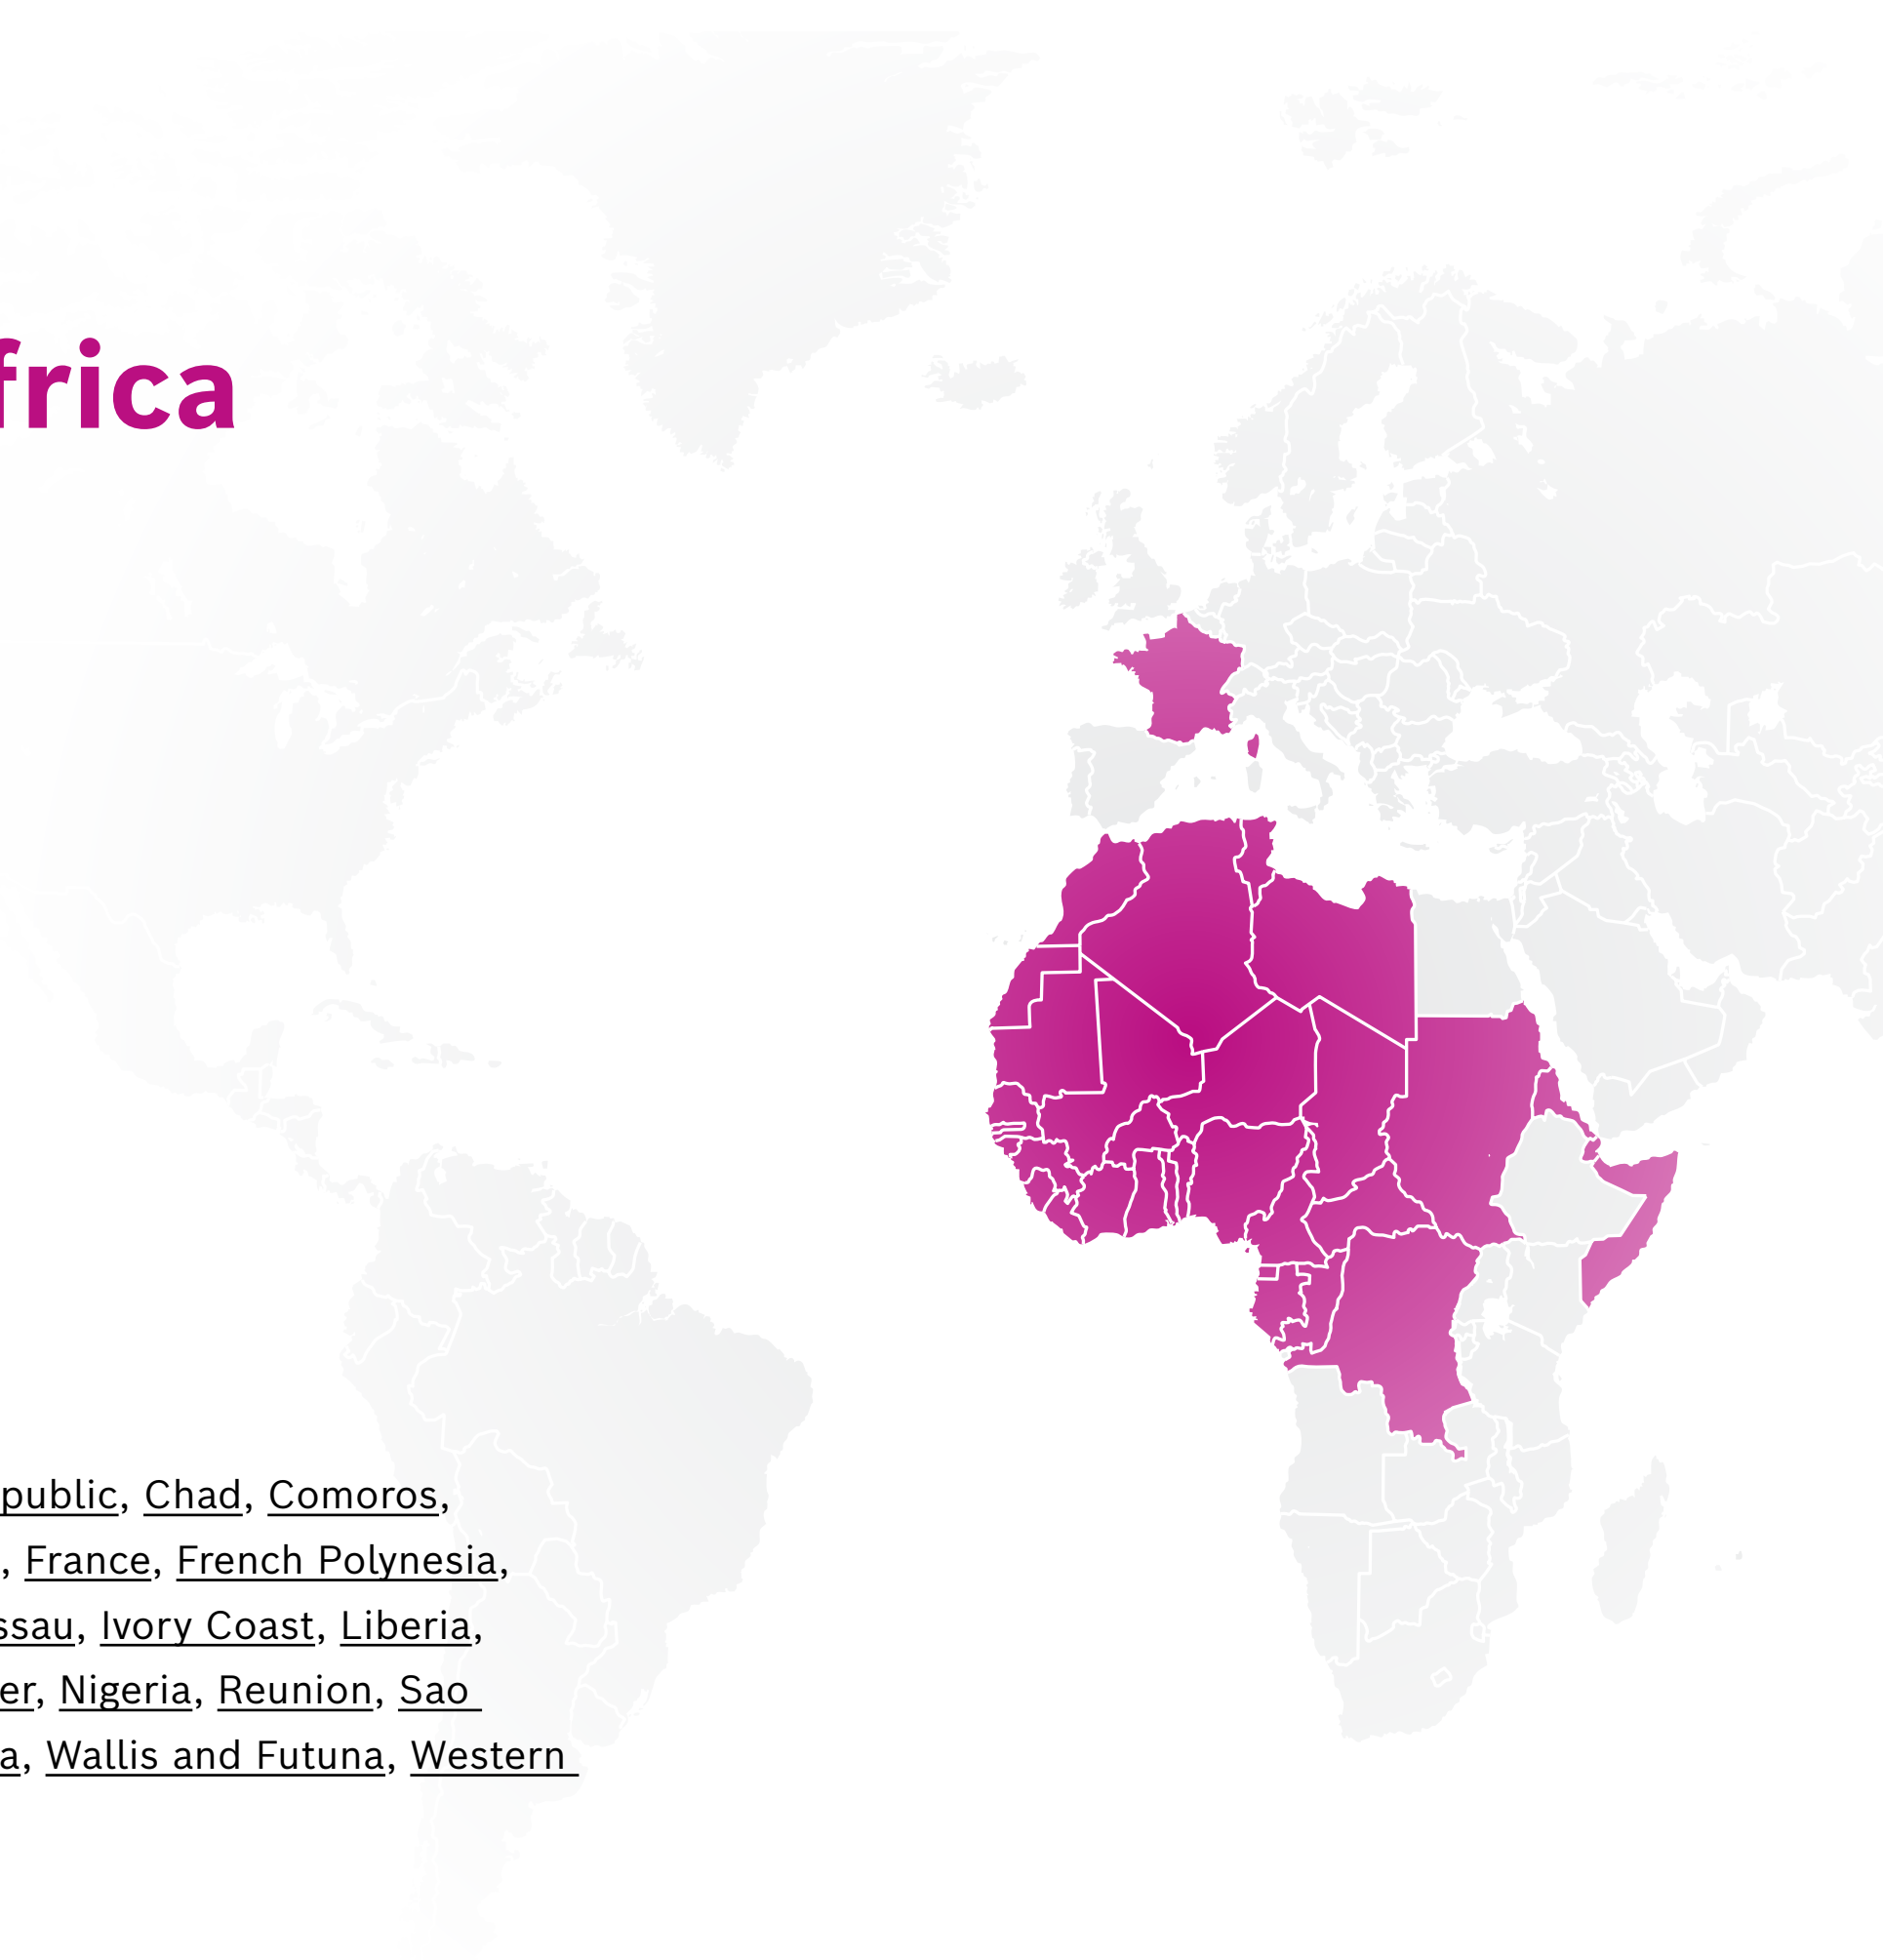 frica
public, Chad, Comoros,
, France, French Polynesia,
ssau, Ivory Coast, Liberia,
er, Nigeria, Reunion, Sao
a, Wallis and Futuna, Western